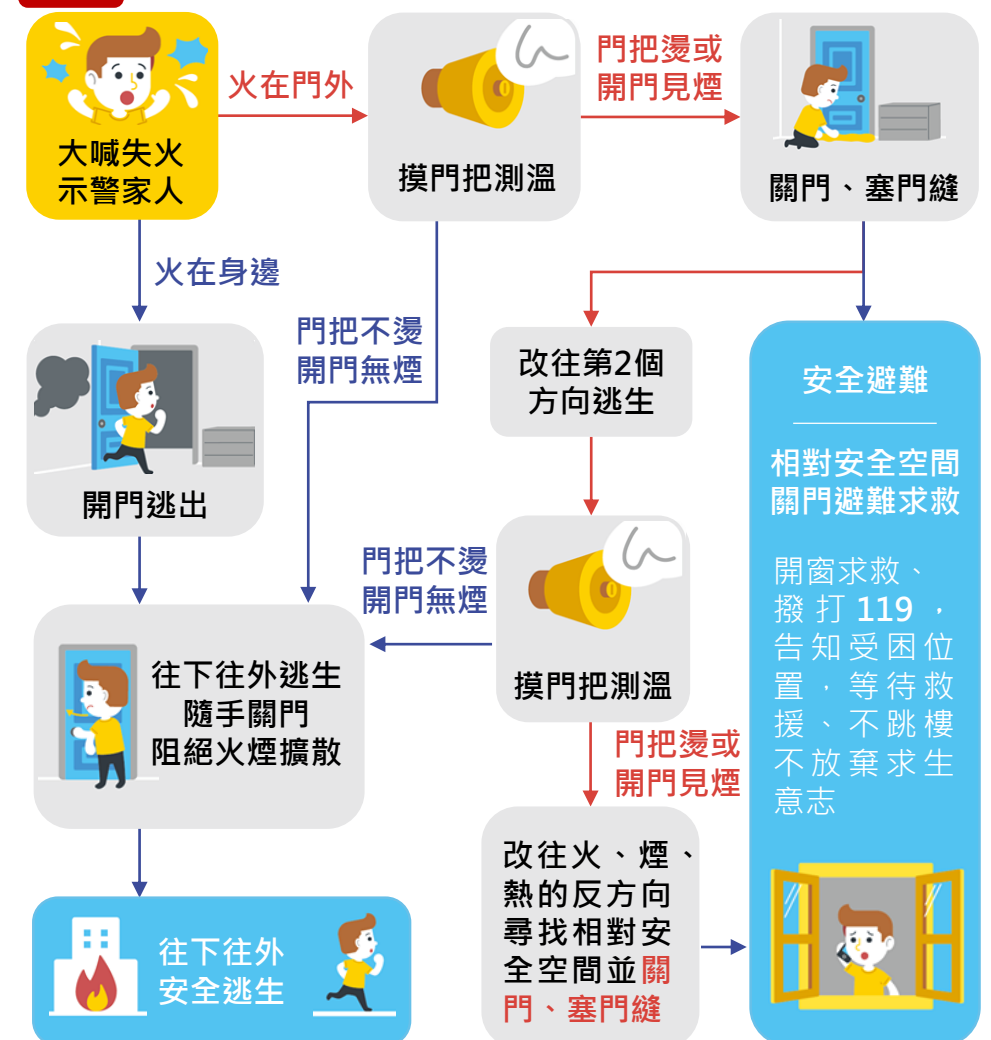 大喊失火
示警家人
火在門外
摸門把測溫
門把燙或
開門見煙
關門、塞門縫
火在身邊
開門逃出
門把不燙
開門無煙
改往第2個
方向逃生
門把不燙
開門無煙
摸門把測溫
往下往外逃生
隨手關門
阻絕火煙擴散
門把燙或
開門見煙
改往火、煙、
熱的反方向
尋找相對安
全空間並關
門、塞門縫
往下往外
安全逃生
安全避難
相對安全空間
關門避難求救
開窗求救、
撥打119，
告知受困位
置，等待救
援、不跳樓
不放棄求生
意志